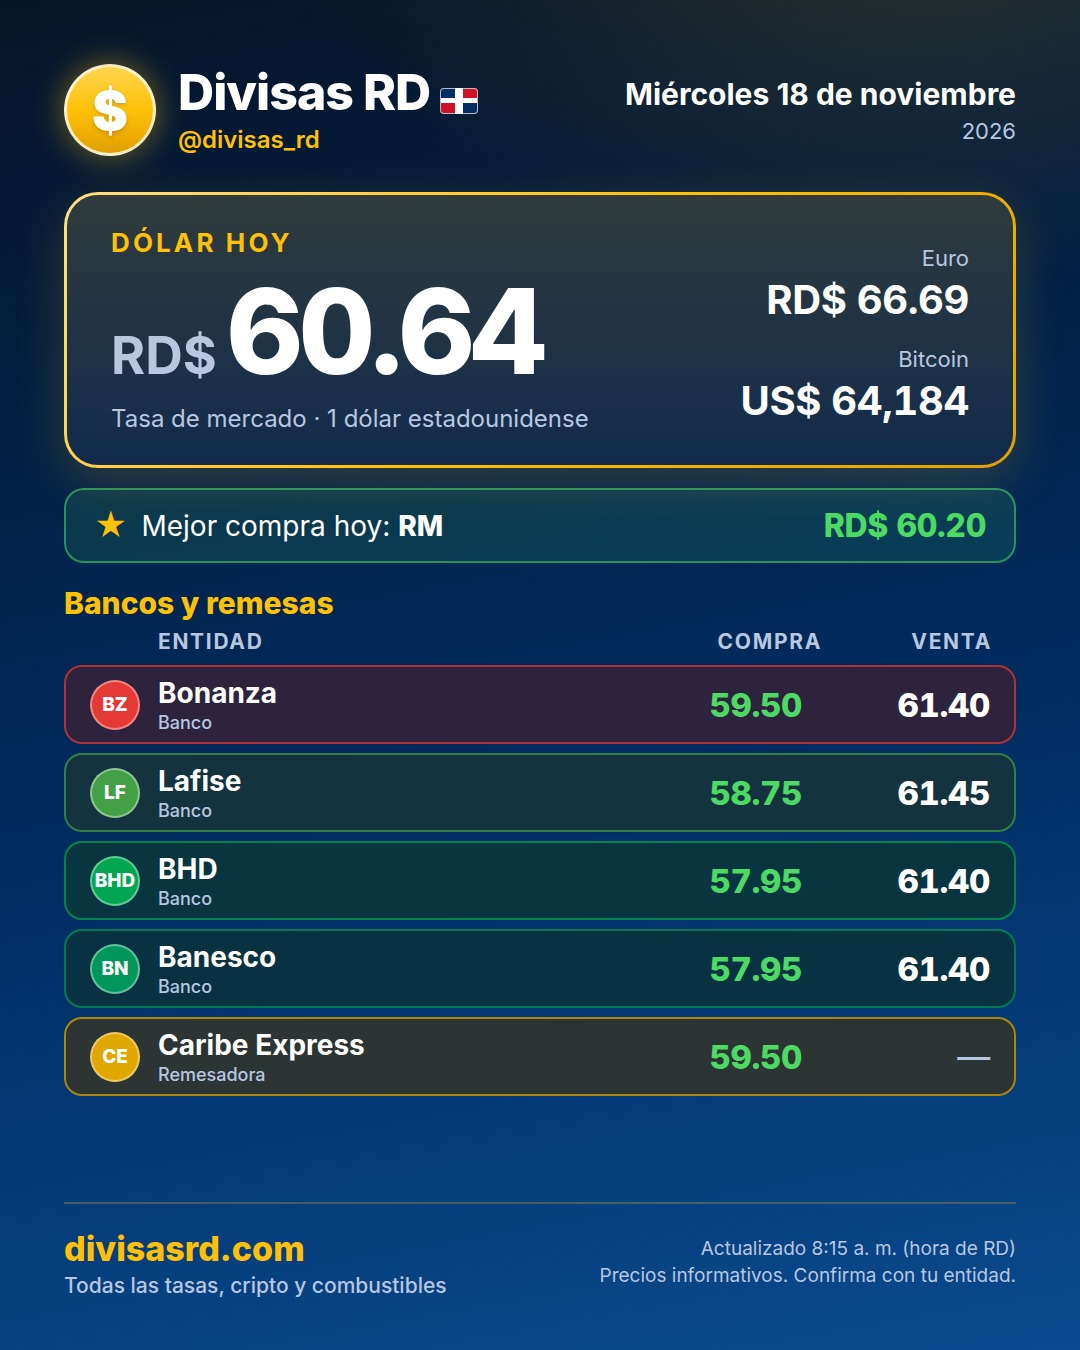 $
Divisas RD
@divisas_rd
Miércoles 18 de noviembre
2026
DÓLAR HOY
RD$ 60.64
Tasa de mercado · 1 dólar estadounidense
Euro
RD$ 66.69
Bitcoin
US$ 64,184
★ Mejor compra hoy: RM RD$ 60.20
Bancos y remesas
ENTIDAD COMPRA VENTA
BZ Bonanza 59.50 61.40
Banco
LF Lafise 58.75 61.45
Banco
BHD BHD 57.95 61.40
Banco
BN Banesco 57.95 61.40
Banco
CE Caribe Express 59.50 —
Remesadora
divisasrd.com
Todas las tasas, cripto y combustibles
Actualizado 8:15 a. m. (hora de RD)
Precios informativos. Confirma con tu entidad.